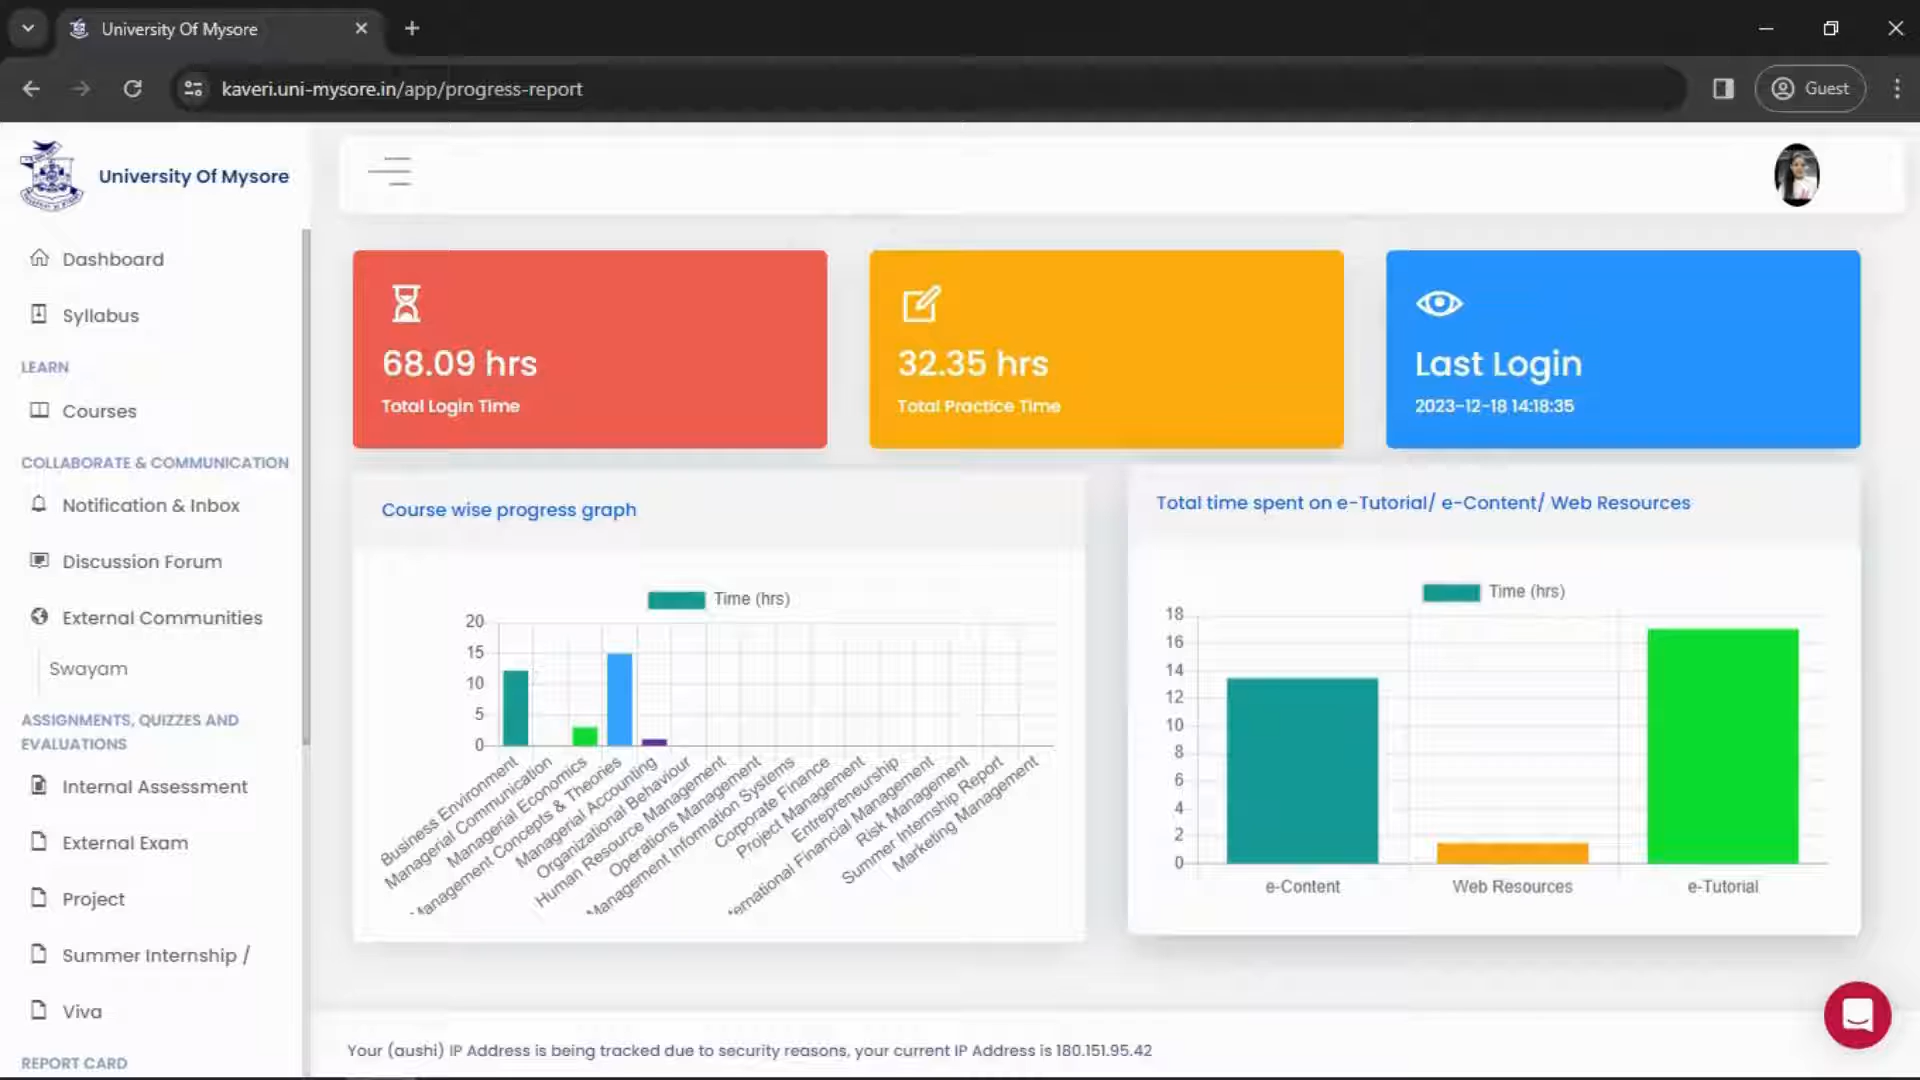 University Of Mysore
kaveri.uni-mysore.in/app/progress-report
Guest
University Of Mysore
Dashboard
Syllabus
LEARN
Courses
COLLABORATE & COMMUNICATION
Notification & Inbox
Discussion Forum
External Communities
Swayam
ASSIGNMENTS, QUIZZES AND
EVALUATIONS
Internal Assessment
External Exam
Project
Summer Internship /
Viva
REPORT CARD
68.09 hrs
Total Login Time
32.35 hrs
Total Practice Time
Last Login
2023-12-18 14:18:35
Course wise progress graph
Time (hrs)
20
15
10
5
0
Business Environment
Managerial Communication
Managerial Economics
Management Concepts & Theories
Managerial Accounting
Organizational Behaviour
Human Resource Management
Operations Management
Management Information Systems
Corporate Finance
Project Management
Entrepreneurship
ernational Financial Management
Risk Management
Summer Internship Report
Marketing Management
Total time spent on e-Tutorial/ e-Content/ Web Resources
Time (hrs)
18
16
14
12
10
8
6
4
2
0
e-Content
Web Resources
e-Tutorial
Your (aushi) IP Address is being tracked due to security reasons, your current IP Address is 180.151.95.42